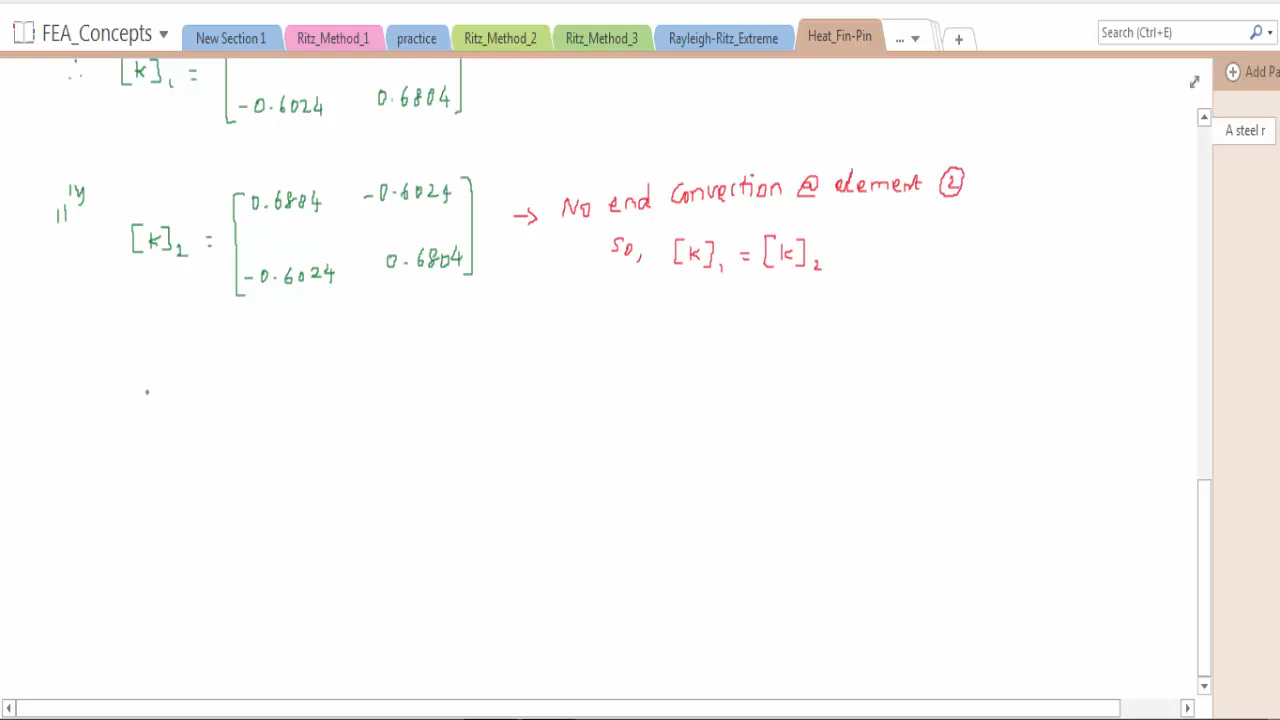 FEA_Concepts
New Section 1
Ritz_Method_1
practice
Ritz_Method_2
Ritz_Method_3
Rayleigh-Ritz_Extreme
Heat_Fin-Pin
...
+
Search (Ctrl+E)
Add Pa
A steel r
∴ [K]₁ =
-0.6024 0.6804
|||ly
[K]₂ = [ 0.6804 -0.6024
-0.6024 0.6804 ]
→ No end Convection @ element ②
so, [K]₁ = [K]₂